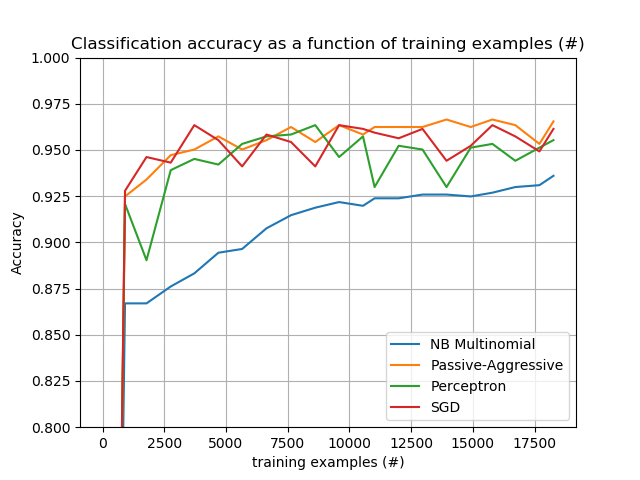 Classification accuracy as a function of training examples (#)
1.000
0.975
0.950
0.925
0.900
0.875
0.850
0.825
0.800
Accuracy
NB Multinomial
Passive-Aggressive
Perceptron
SGD
0 2500 5000 7500 10000 12500 15000 17500
training examples (#)